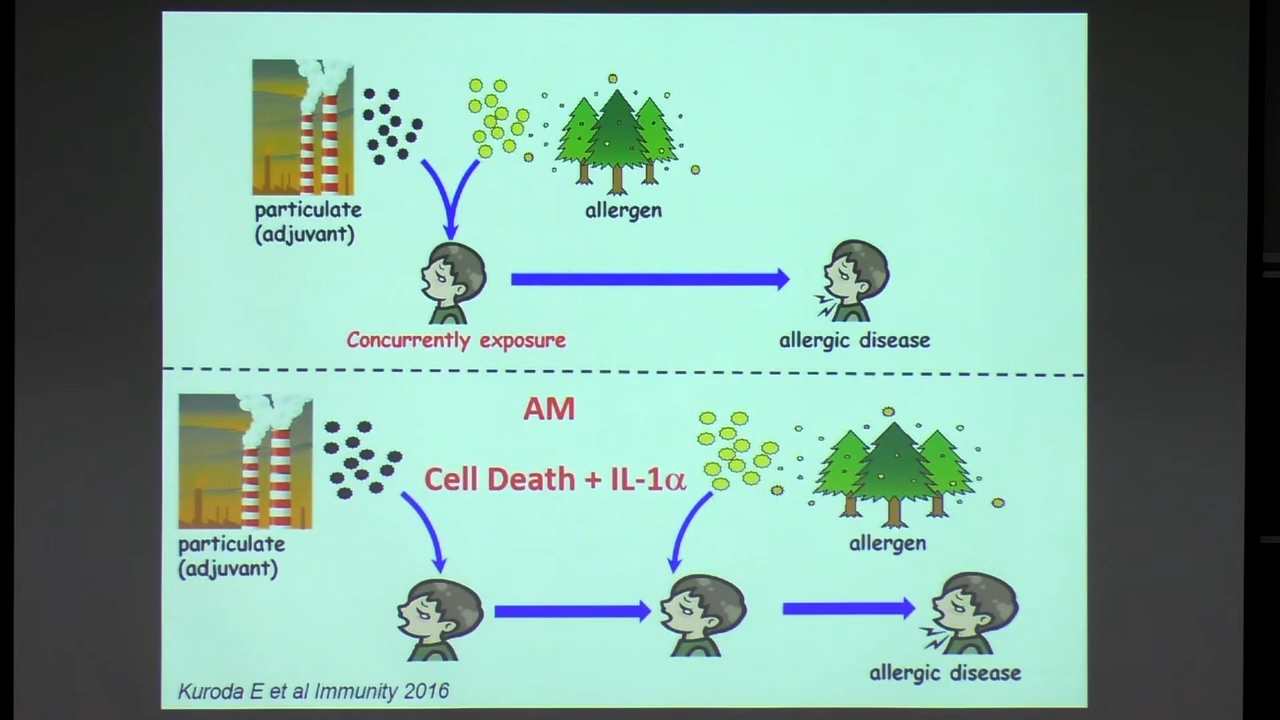 particulate
(adjuvant)
allergen
Concurrently exposure
allergic disease
AM
Cell Death + IL-1α
particulate
(adjuvant)
allergen
allergic disease
Kuroda E et al Immunity 2016